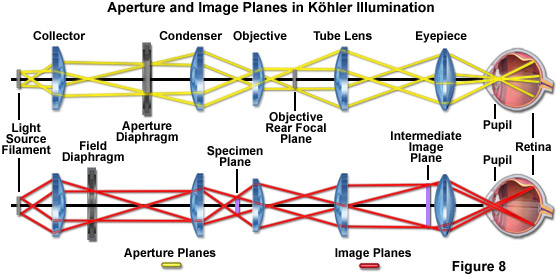 Aperture and Image Planes in Köhler Illumination
Collector
Condenser
Objective
Tube Lens
Eyepiece
Light
Source
Filament
Aperture
Diaphragm
Objective
Rear Focal
Plane
Pupil
Retina
Field
Diaphragm
Specimen
Plane
Intermediate
Image
Plane
Pupil
Aperture Planes
Image Planes
Figure 8